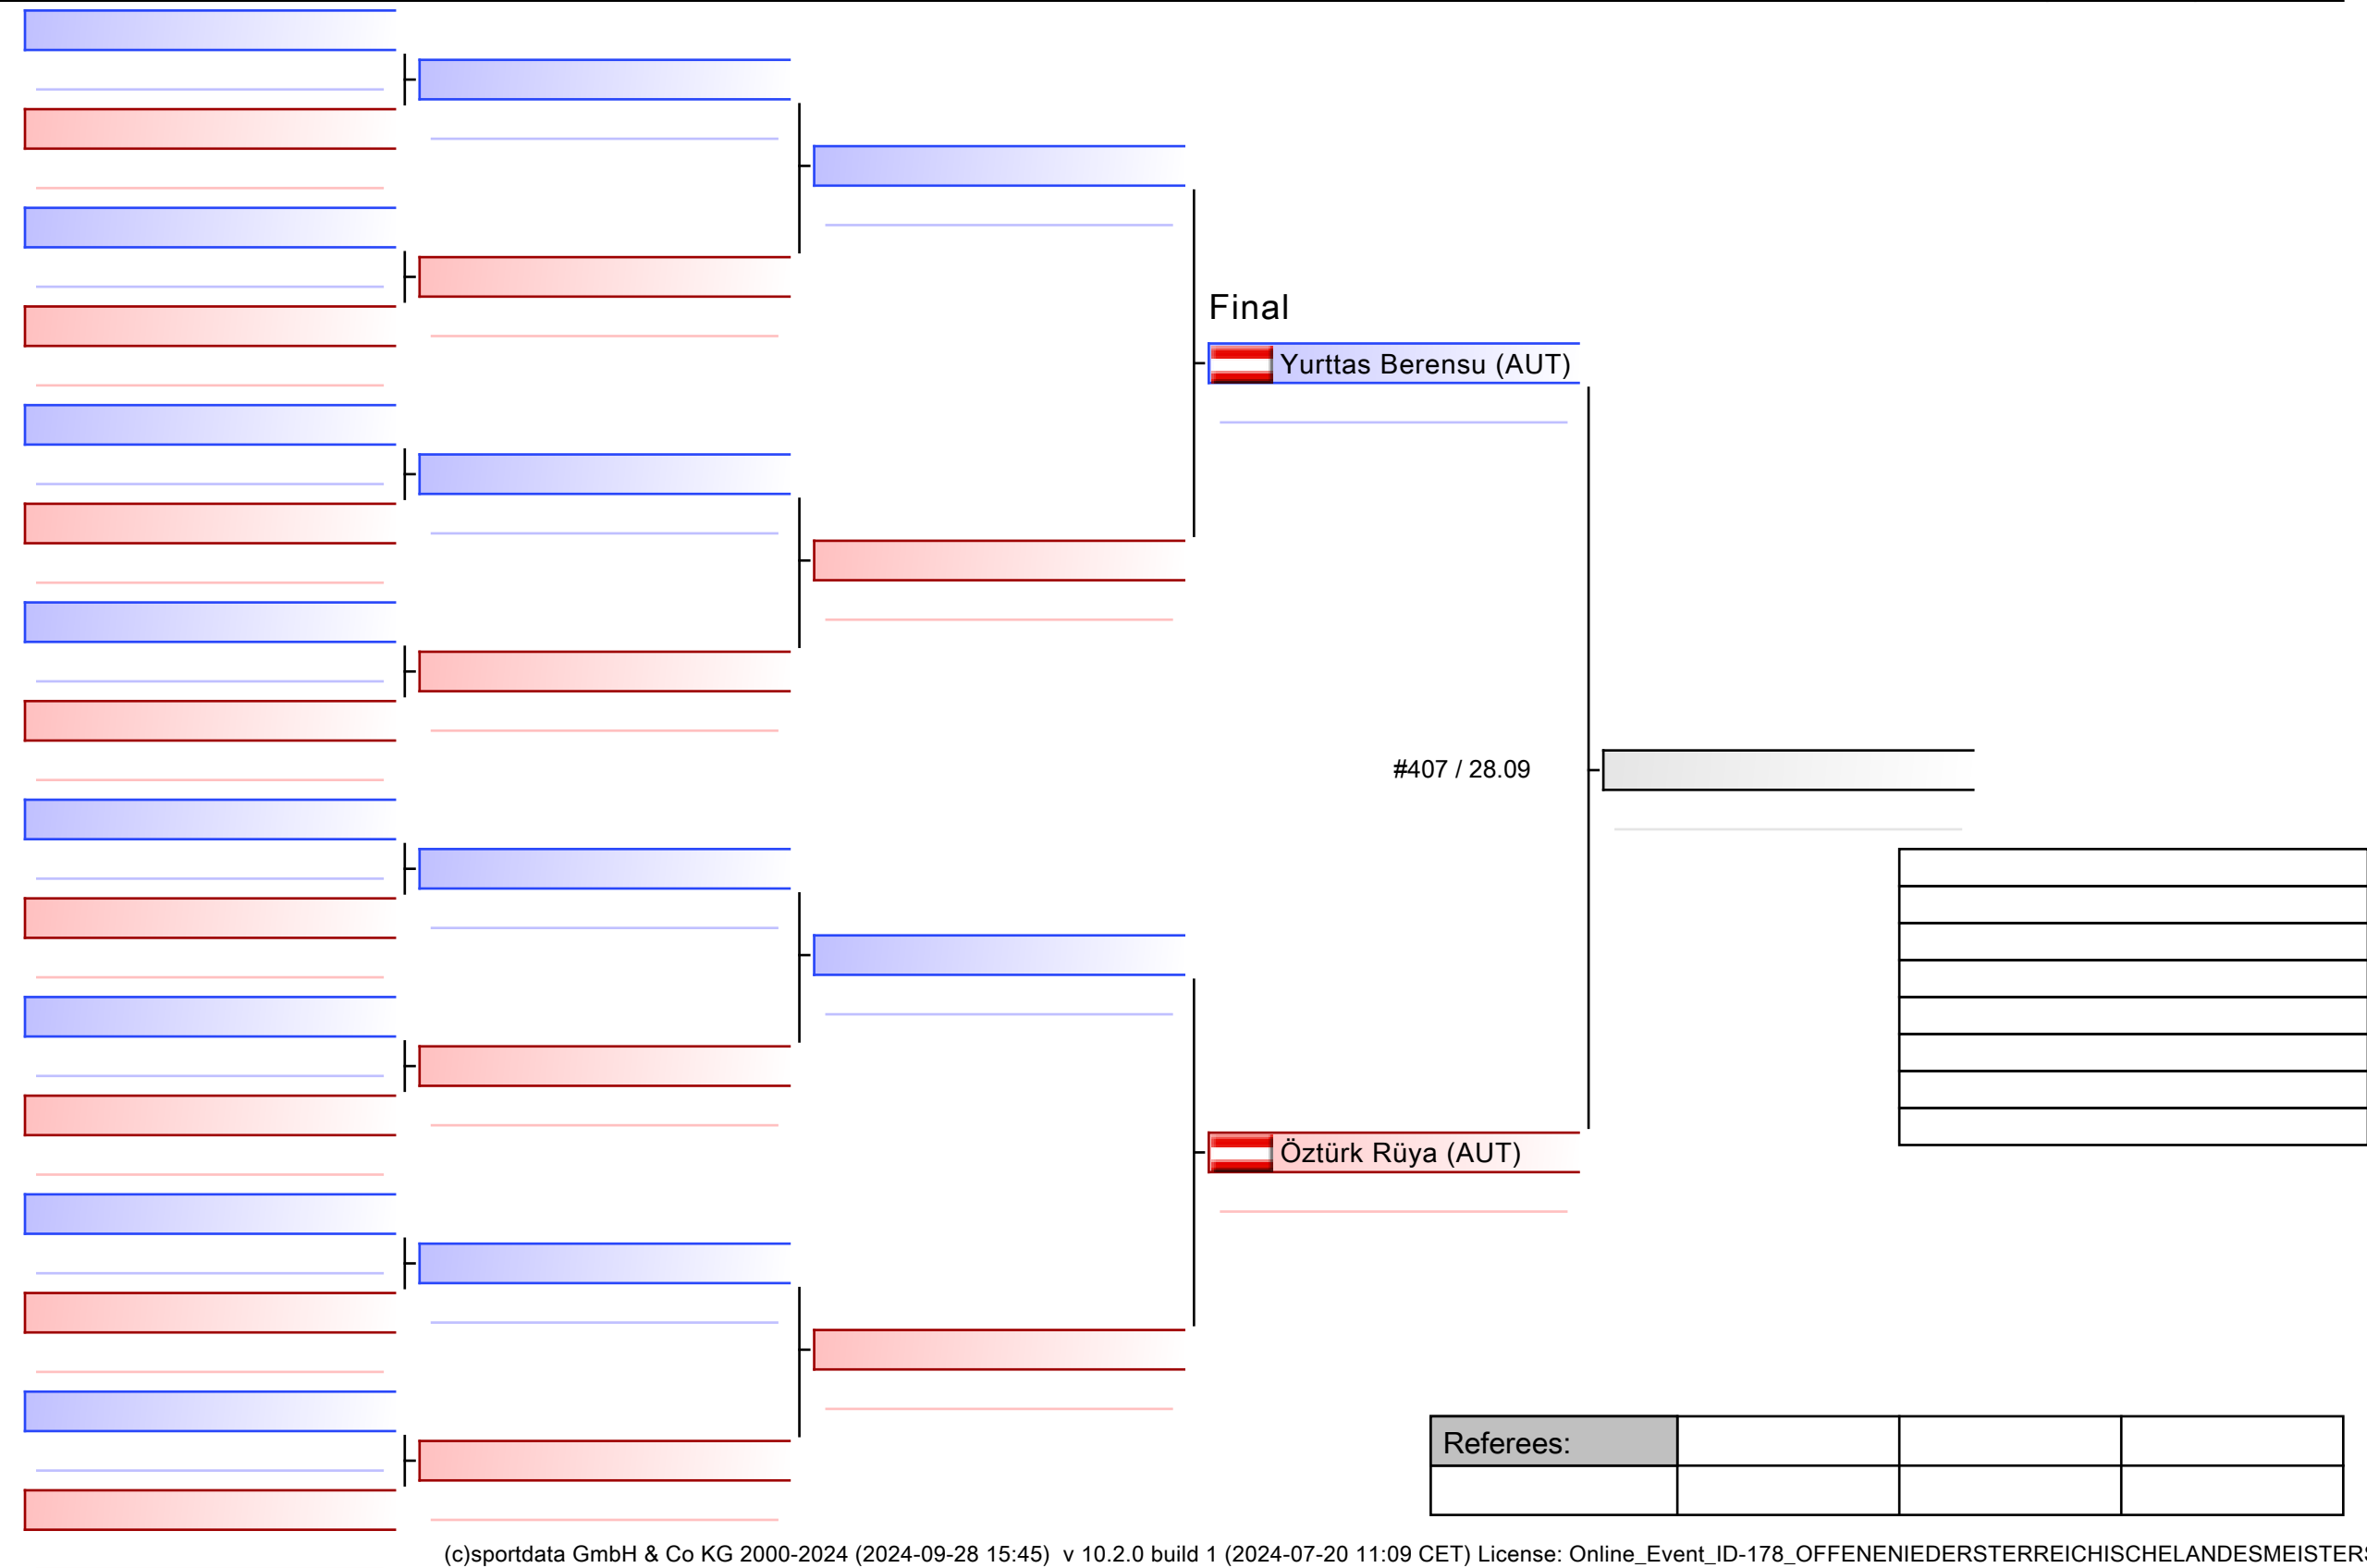 Final
Yurttas Berensu (AUT)
#407 / 28.09
Öztürk Rüya (AUT)
Referees:
(c)sportdata GmbH & Co KG 2000-2024 (2024-09-28 15:45) v 10.2.0 build 1 (2024-07-20 11:09 CET) License: Online_Event_ID-178_OFFENENIEDERSTERREICHISCHELANDESMEISTERS